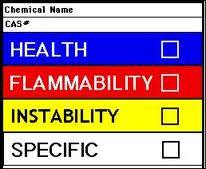 Chemical Name
CAS#
HEALTH
FLAMMABILITY
INSTABILITY
SPECIFIC